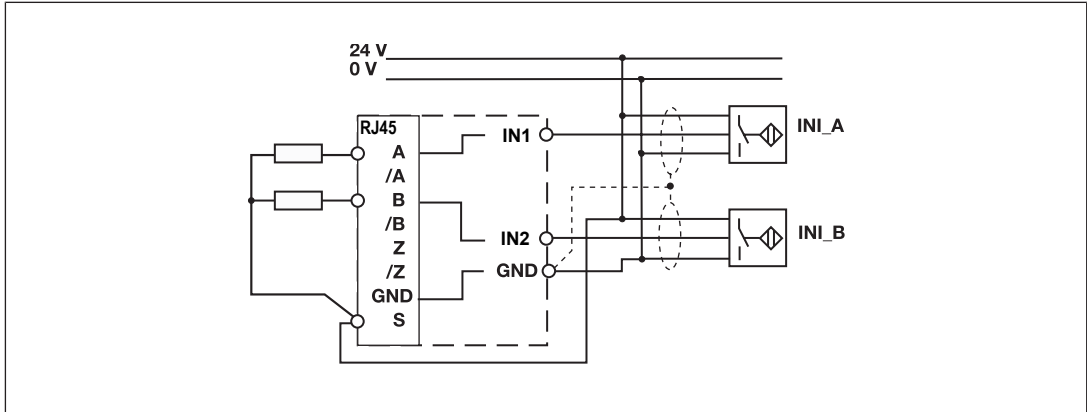 24 V
0 V
RJ45
A
/A
B
/B
Z
/Z
GND
S
IN1
IN2
GND
INI_A
INI_B